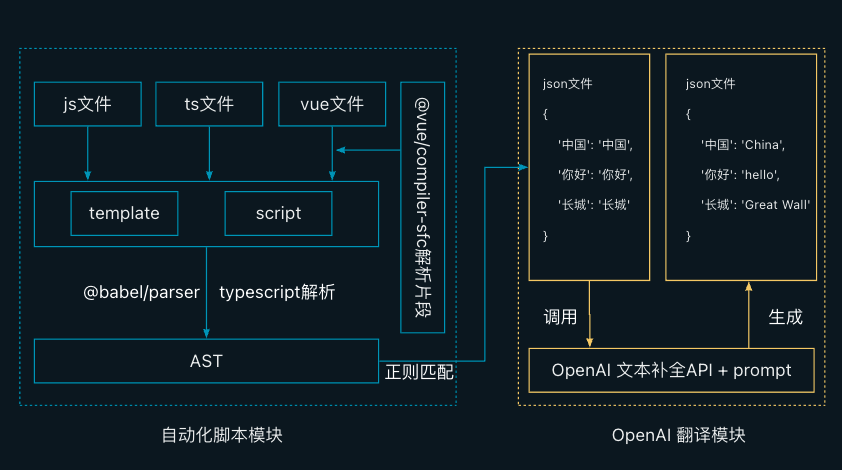 js文件
ts文件
vue文件
@vue/compiler-sfc解析片段
template
script
@babel/parser
typescript解析
AST
正则匹配
自动化脚本模块
json文件
{
'中国': '中国',
'你好': '你好',
'长城': '长城'
}
json文件
{
'中国': 'China',
'你好': 'hello',
'长城': 'Great Wall'
}
调用
生成
OpenAI 文本补全API + prompt
OpenAI 翻译模块